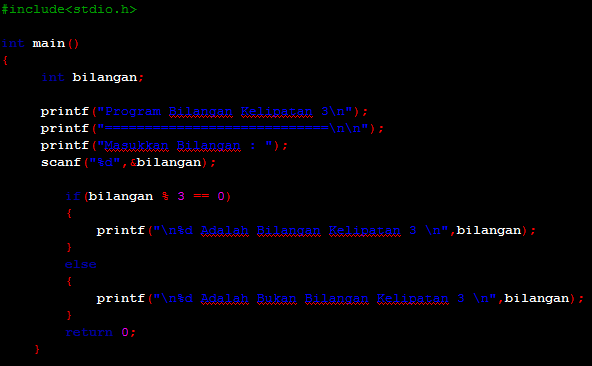 #include<stdio.h>
int main()
{
int bilangan;
printf("Program Bilangan Kelipatan 3\n");
printf("============================\n\n");
printf("Masukkan Bilangan : ");
scanf("%d",&bilangan);
if(bilangan % 3 == 0)
{
printf("\n%d Adalah Bilangan Kelipatan 3 \n",bilangan);
}
else
{
printf("\n%d Adalah Bukan Bilangan Kelipatan 3 \n",bilangan);
}
return 0;
}